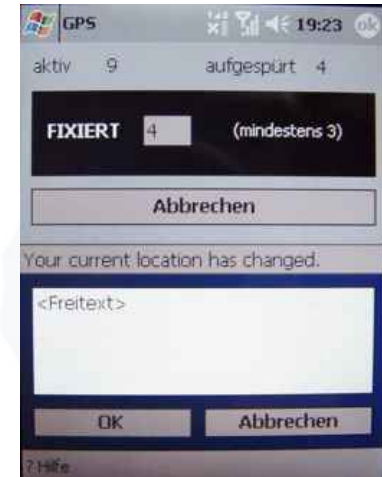 GPS 19:23 ok
aktiv 9 aufgespürt 4
FIXIERT 4 (mindestens 3)
Abbrechen
Your current location has changed.
<Freitext>
OK Abbrechen
? Hilfe